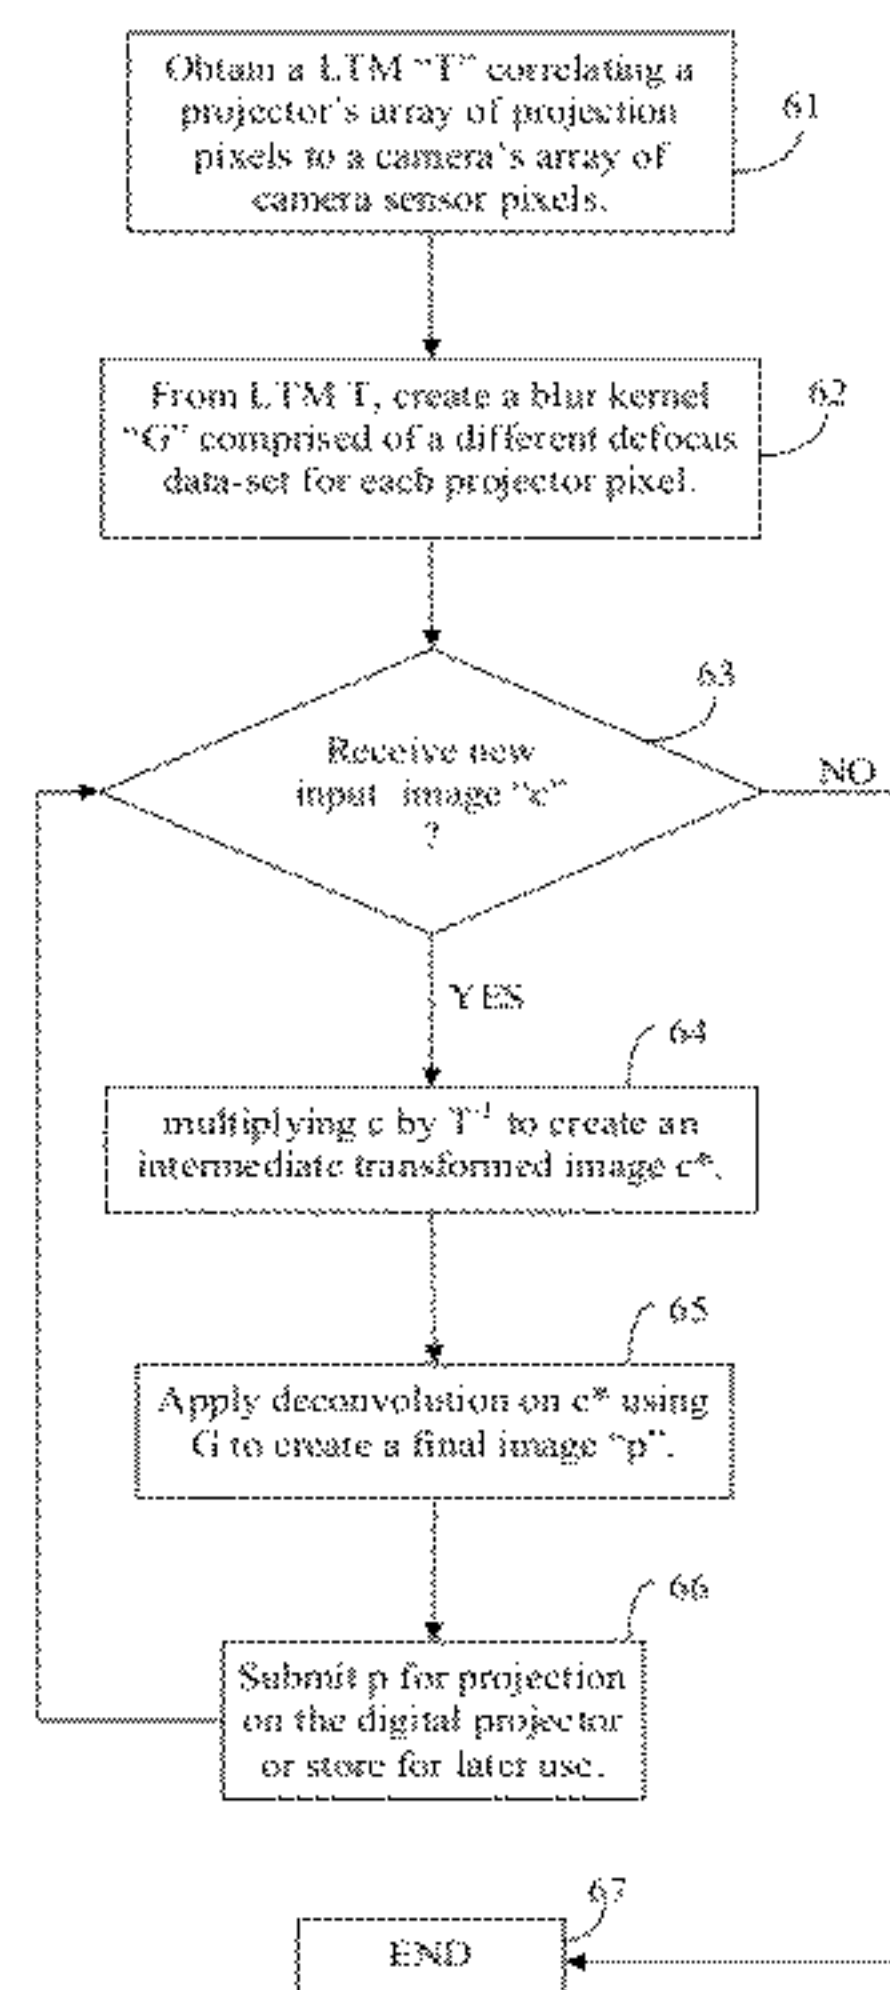 Obtain a LTM "T" correlating a
projector's array of projection
pixels to a camera's array of
camera sensor pixels.
61
From LTM T, create a blur kernel
"G" comprised of a different defocus
data-set for each projector pixel.
62
63
Receive new
input image "c"
?
NO
YES
64
multiplying c by T⁻¹ to create an
intermediate transformed image c*.
65
Apply deconvolution on c* using
G to create a final image "p".
66
Submit p for projection
on the digital projector
or store for later use.
67
END